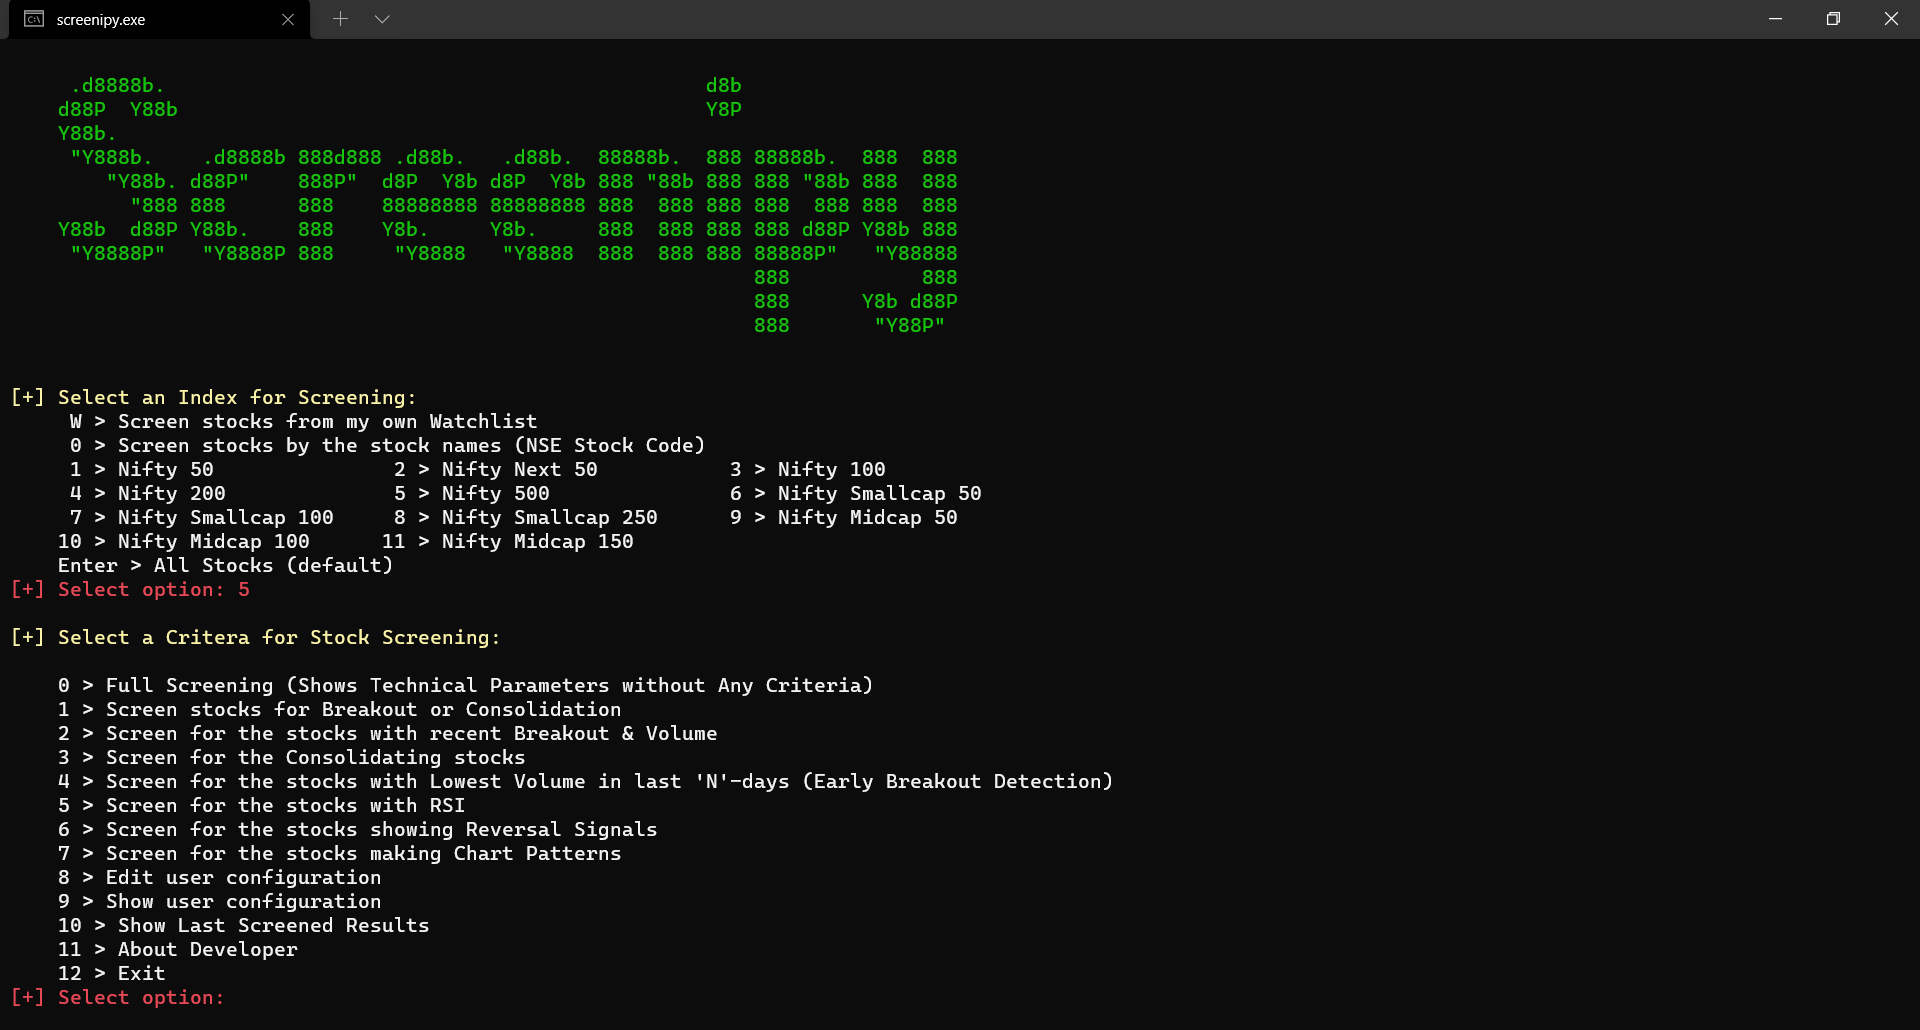 screenipy.exe
 .d8888b.                                             d8b
d88P  Y88b                                            Y8P
Y88b.
 "Y888b.    .d8888b 888d888 .d88b.   .d88b.  88888b.  888 88888b.  888  888
    "Y88b. d88P"    888P"  d8P  Y8b d8P  Y8b 888 "88b 888 888 "88b 888  888
      "888 888      888    88888888 88888888 888  888 888 888  888 888  888
Y88b  d88P Y88b.    888    Y8b.     Y8b.     888  888 888 888 d88P Y88b 888
 "Y8888P"   "Y8888P 888     "Y8888   "Y8888  888  888 888 88888P"   "Y88888
                                                          888           888
                                                          888      Y8b d88P
                                                          888       "Y88P"
[+] Select an Index for Screening:
     W > Screen stocks from my own Watchlist
     0 > Screen stocks by the stock names (NSE Stock Code)
     1 > Nifty 50               2 > Nifty Next 50           3 > Nifty 100
     4 > Nifty 200              5 > Nifty 500               6 > Nifty Smallcap 50
     7 > Nifty Smallcap 100     8 > Nifty Smallcap 250      9 > Nifty Midcap 50
    10 > Nifty Midcap 100      11 > Nifty Midcap 150
    Enter > All Stocks (default)
[+] Select option: 5
[+] Select a Critera for Stock Screening:
    0 > Full Screening (Shows Technical Parameters without Any Criteria)
    1 > Screen stocks for Breakout or Consolidation
    2 > Screen for the stocks with recent Breakout & Volume
    3 > Screen for the Consolidating stocks
    4 > Screen for the stocks with Lowest Volume in last 'N'-days (Early Breakout Detection)
    5 > Screen for the stocks with RSI
    6 > Screen for the stocks showing Reversal Signals
    7 > Screen for the stocks making Chart Patterns
    8 > Edit user configuration
    9 > Show user configuration
    10 > Show Last Screened Results
    11 > About Developer
    12 > Exit
[+] Select option: